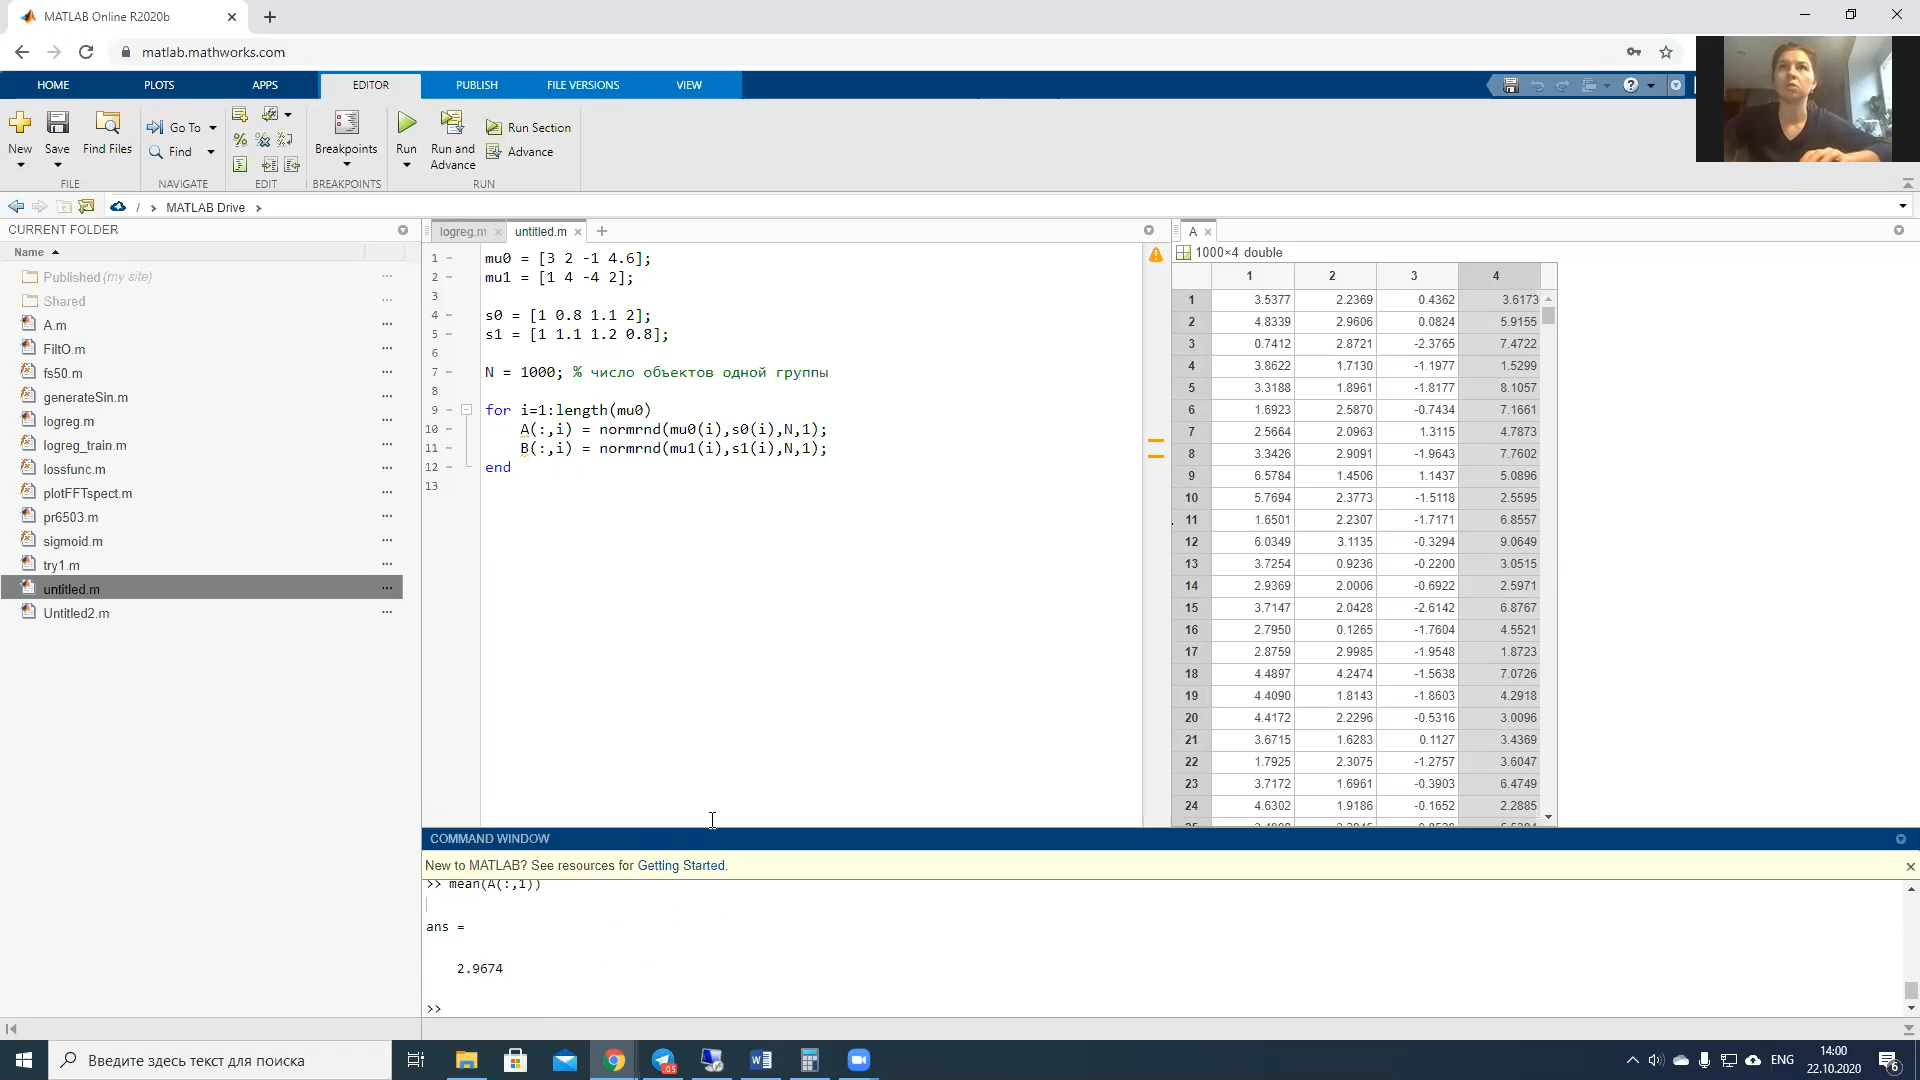 MATLAB Online R2020b
matlab.mathworks.com
HOME PLOTS APPS EDITOR PUBLISH FILE VERSIONS VIEW
New Save Find Files Go To Find Breakpoints Run Run and Advance Run Section Advance
FILE NAVIGATE EDIT BREAKPOINTS RUN
/ MATLAB Drive
CURRENT FOLDER
Name
Published (my site)
Shared
A.m
FiltO.m
fs50.m
generateSin.m
logreg.m
logreg_train.m
lossfunc.m
plotFFTspect.m
pr6503.m
sigmoid.m
try1.m
untitled.m
Untitled2.m
logreg.m untitled.m
1 mu0 = [3 2 -1 4.6];
2 mu1 = [1 4 -4 2];
3
4 s0 = [1 0.8 1.1 2];
5 s1 = [1 1.1 1.2 0.8];
6
7 N = 1000; % число объектов одной группы
8
9 for i=1:length(mu0)
10 A(:,i) = normrnd(mu0(i),s0(i),N,1);
11 B(:,i) = normrnd(mu1(i),s1(i),N,1);
12 end
13
A
1000×4 double
1 2 3 4
1 3.5377 2.2369 0.4362 3.6173
2 4.8339 2.9606 0.0824 5.9155
3 0.7412 2.8721 -2.3765 7.4722
4 3.8622 1.7130 -1.1977 1.5299
5 3.3188 1.8961 -1.8177 8.1057
6 1.6923 2.5870 -0.7434 7.1661
7 2.5664 2.0963 1.3115 4.7873
8 3.3426 2.9091 -1.9643 7.7602
9 6.5784 1.4506 1.1437 5.0896
10 5.7694 2.3773 -1.5118 2.5595
11 1.6501 2.2307 -1.7171 6.8557
12 6.0349 3.1135 -0.3294 9.0649
13 3.7254 0.9236 -0.2200 3.0515
14 2.9369 2.0006 -0.6922 2.5971
15 3.7147 2.0428 -2.6142 6.8767
16 2.7950 0.1265 -1.7604 4.5521
17 2.8759 2.9985 -1.9548 1.8723
18 4.4897 4.2474 -1.5638 7.0726
19 4.4090 1.8143 -1.8603 4.2918
20 4.4172 2.2296 -0.5316 3.0096
21 3.6715 1.6283 0.1127 3.4369
22 1.7925 2.3075 -1.2757 3.6047
23 3.7172 1.6961 -0.3903 6.4749
24 4.6302 1.9186 -0.1652 2.2885
COMMAND WINDOW
New to MATLAB? See resources for Getting Started.
>> mean(A(:,1))
ans =
2.9674
>>
Введите здесь текст для поиска
ENG
14:00
22.10.2020
6